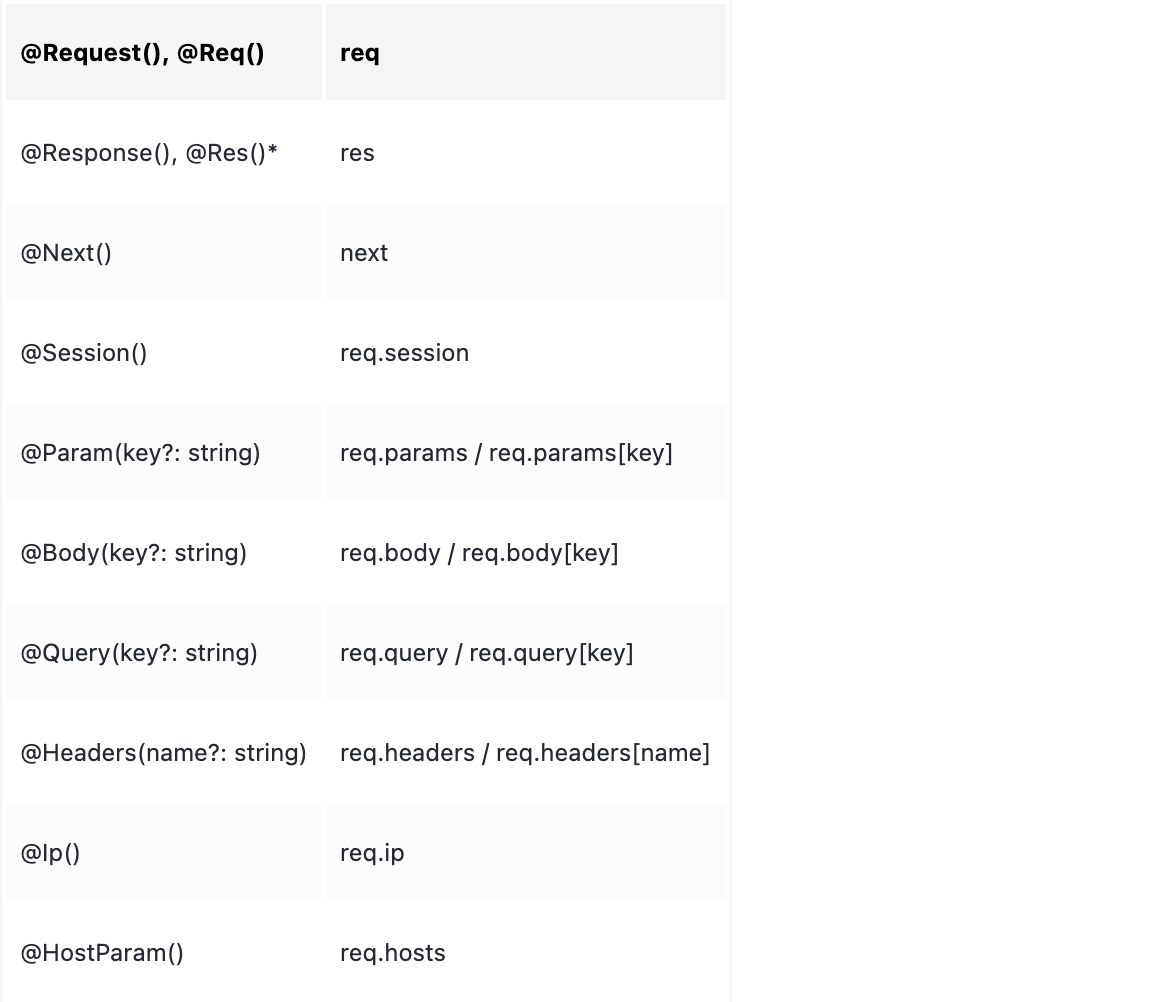 @Request(), @Req() req
@Response(), @Res()* res
@Next() next
@Session() req.session
@Param(key?: string) req.params / req.params[key]
@Body(key?: string) req.body / req.body[key]
@Query(key?: string) req.query / req.query[key]
@Headers(name?: string) req.headers / req.headers[name]
@Ip() req.ip
@HostParam() req.hosts